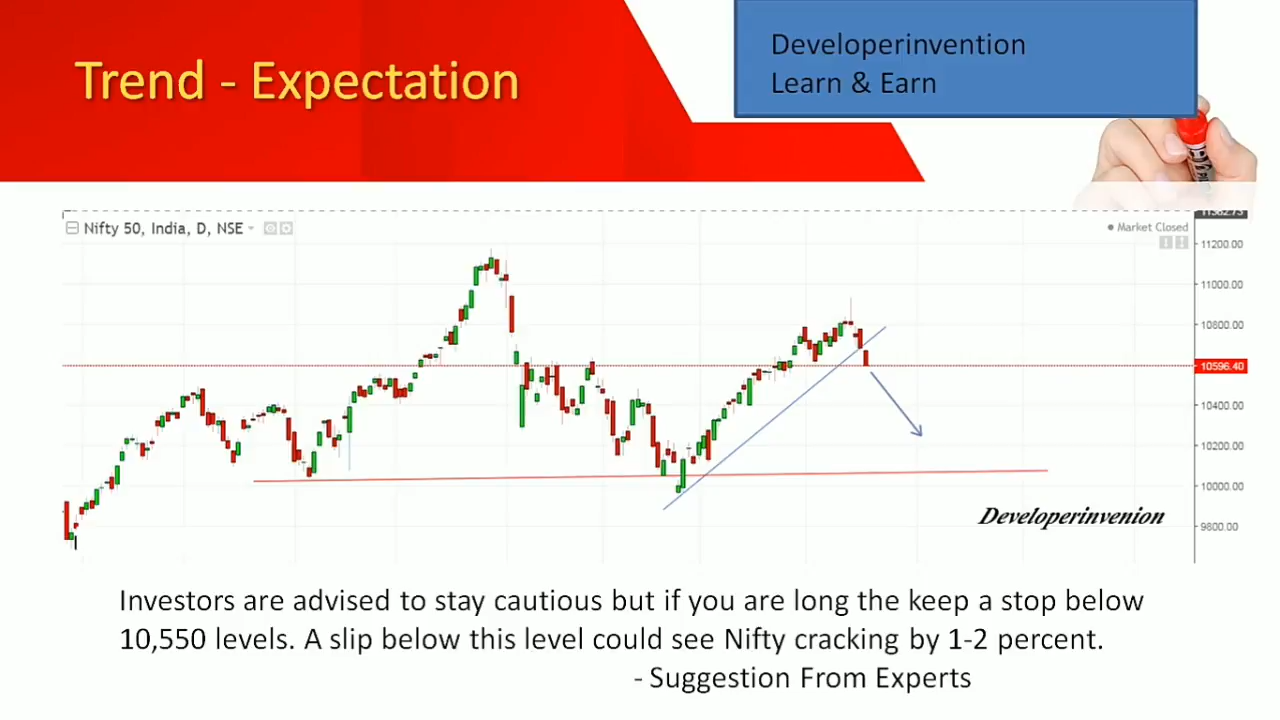 Trend - Expectation
Developerinvention
Learn & Earn
Nifty 50, India, D, NSE
Market Closed
11200.00
11000.00
10800.00
10596.40
10400.00
10200.00
10000.00
9800.00
Developerinvenion
Investors are advised to stay cautious but if you are long the keep a stop below
10,550 levels. A slip below this level could see Nifty cracking by 1-2 percent.
- Suggestion From Experts